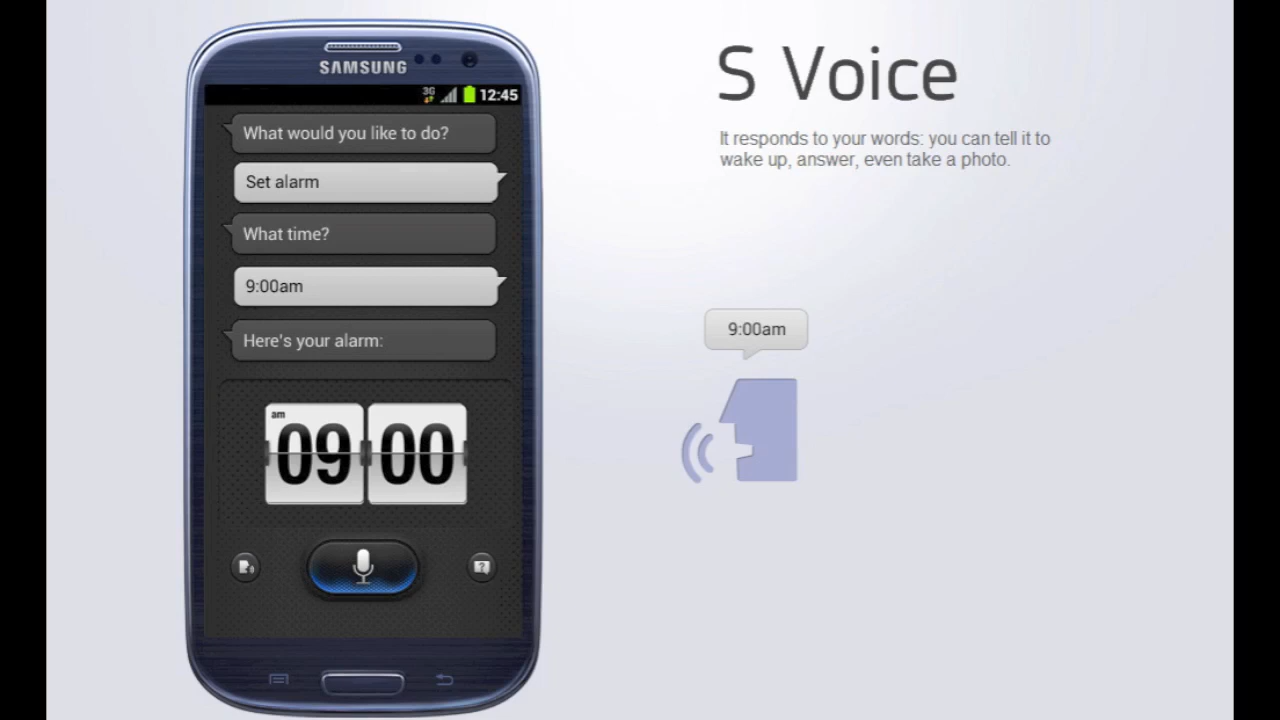 SAMSUNG
3G 12:45
What would you like to do?
Set alarm
What time?
9:00am
Here's your alarm:
am
09 00
?
S Voice
It responds to your words: you can tell it to
wake up, answer, even take a photo.
9:00am